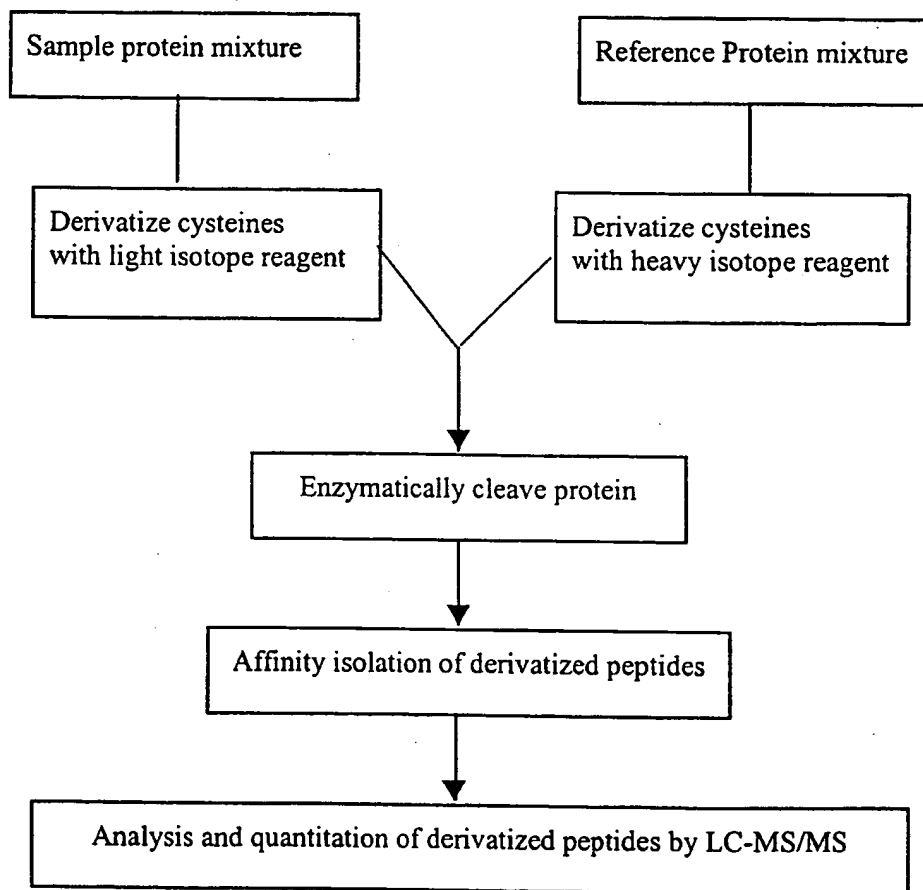 Sample protein mixture
Reference Protein mixture
Derivatize cysteines
with light isotope reagent
Derivatize cysteines
with heavy isotope reagent
Enzymatically cleave protein
Affinity isolation of derivatized peptides
Analysis and quantitation of derivatized peptides by LC-MS/MS